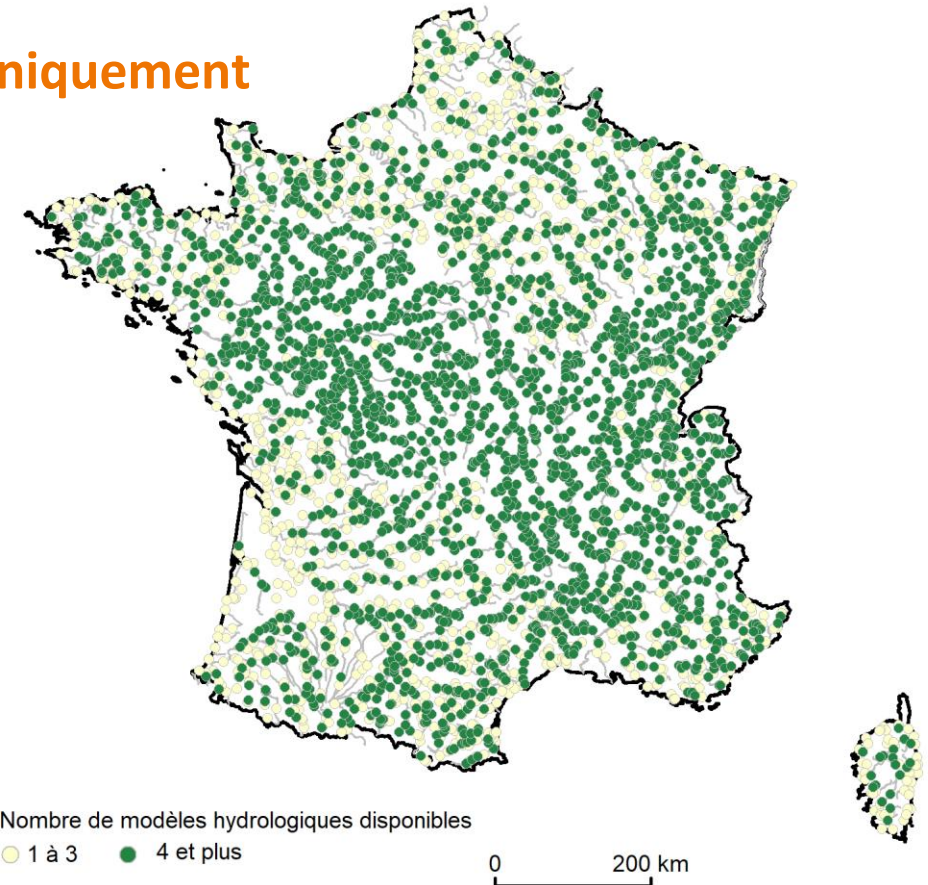 niquement
Nombre de modèles hydrologiques disponibles
1 à 3 4 et plus
0 200 km